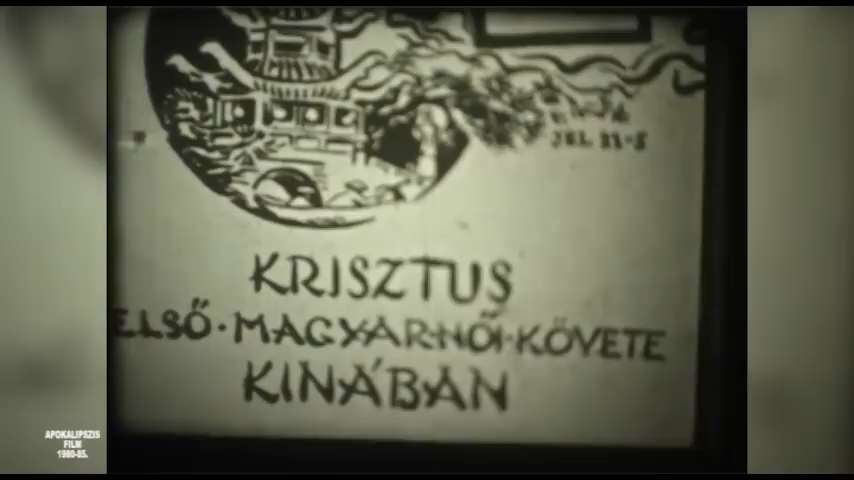 JEL 21-5
KRISZTUS
ELSŐ·MAGYAR·NŐI·KÖVETE
KINÁBAN
APOKALIPSZIS
FILM
1980-85.